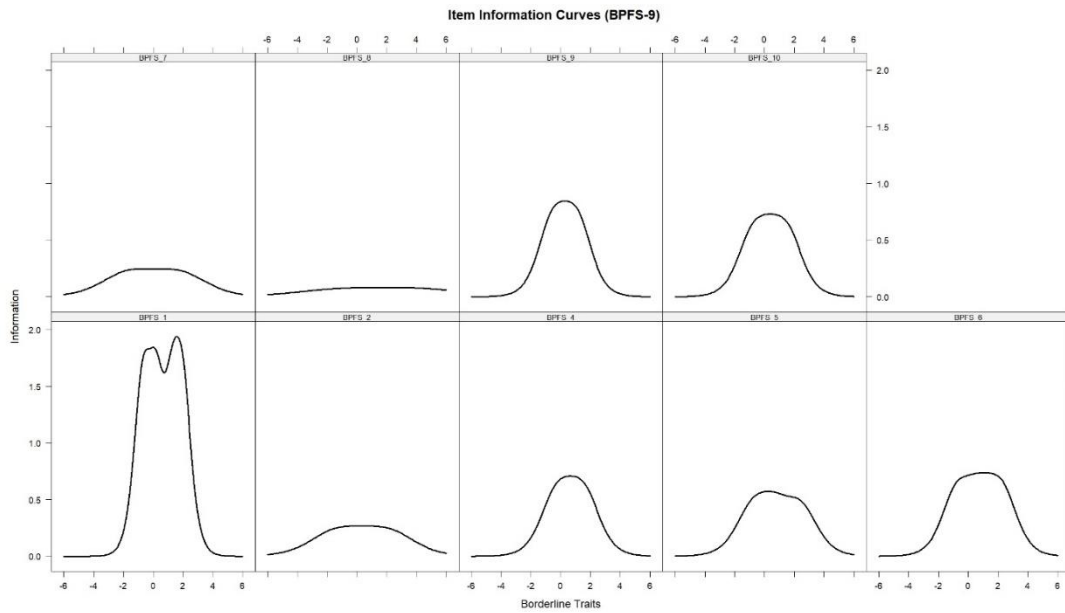 Item Information Curves (BPFS-9)
-6 -4 -2 0 2 4 6 -6 -4 -2 0 2 4 6
BPFS_7 BPFS_8 BPFS_9 BPFS_10
2.0
1.5
1.0
0.5
0.0
Information
BPFS_1 BPFS_2 BPFS_4 BPFS_5 BPFS_6
2.0
1.5
1.0
0.5
0.0
-6 -4 -2 0 2 4 6 -6 -4 -2 0 2 4 6 -6 -4 -2 0 2 4 6
Borderline Traits